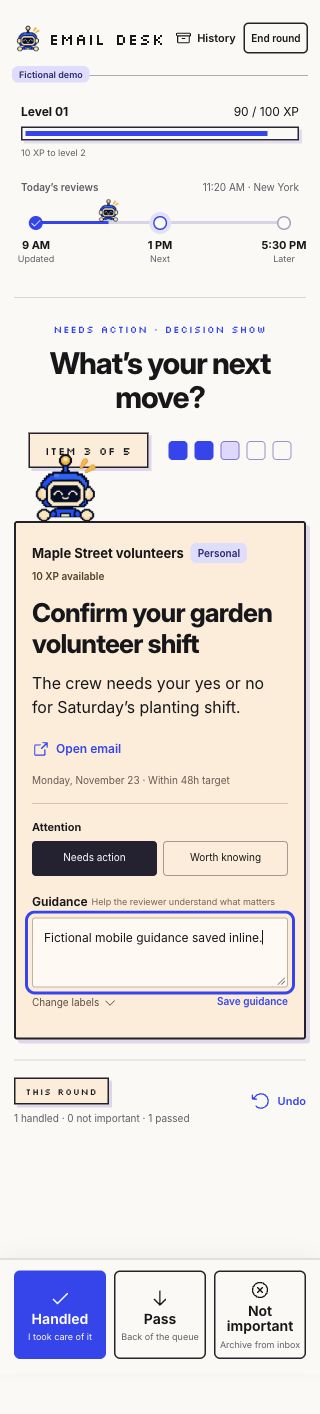 EMAIL DESK
History
End round
Fictional demo
Level 01
90 / 100 XP
10 XP to level 2
Today's reviews
11:20 AM · New York
9 AM
1 PM
5:30 PM
Updated
Next
Later
NEEDS ACTION · DECISION SHOW
What's your next
move?
ITEM 3 OF 5
Maple Street volunteers
Personal
10 XP available
Confirm your garden
volunteer shift
The crew needs your yes or no
for Saturday's planting shift.
Open email
Monday, November 23 · Within 48h target
Attention
Needs action
Worth knowing
Guidance Help the reviewer understand what matters
Fictional mobile guidance saved inline.
Change labels
Save guidance
THIS ROUND
1 handled · 0 not important · 1 passed
Undo
Handled
I took care of it
Pass
Back of the queue
Not
important
Archive from inbox